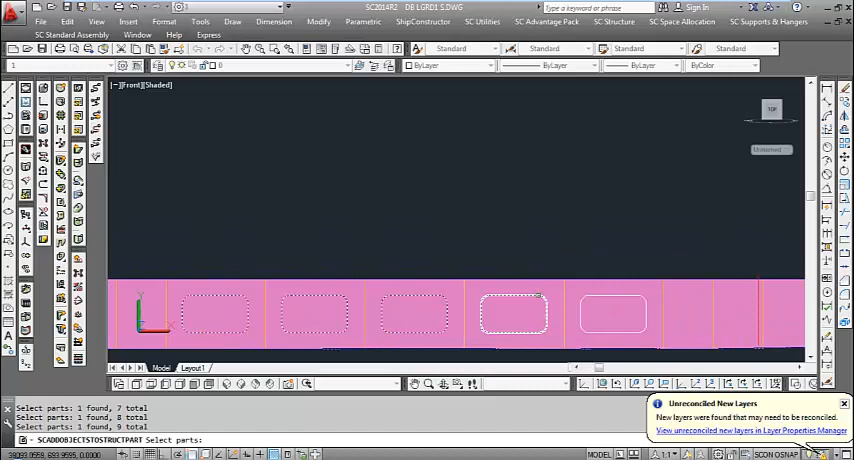 3
SC2014R2 DB LGRD1 S.DWG
Type a keyword or phrase
Sign In
Edit View Insert Format Tools Draw Dimension Modify Parametric ShipConstructor SC Utilities SC Advantage Pack SC Structure SC Space Allocation SC Supports & Hangers
SC Standard Assembly Window Help Express
Standard Standard Standard Standard
1 0 ByLayer ByLayer ByLayer ByColor
[−][Front][Shaded]
TOP
Unnamed
Y
X
Model Layout1
Select parts: 1 found, 7 total
Select parts: 1 found, 8 total
Select parts: 1 found, 9 total
SCADDOBJECTSTOSTRUCTPART Select parts:
Unreconciled New Layers
New layers were found that may need to be reconciled.
View unreconciled new layers in Layer Properties Manager
MODEL 1:1 SCON OSNAP